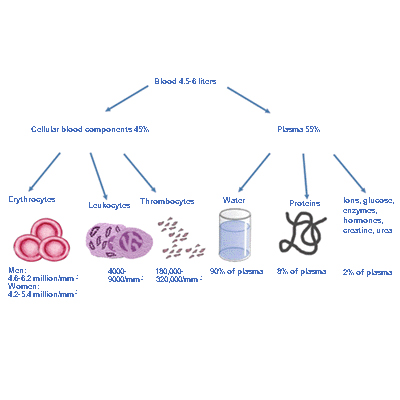 Blood 4.5-6 liters
Cellular blood components 45%
Plasma 55%
Erythrocytes
Leukocytes
Thrombocytes
Water
Proteins
Ions, glucose,
enzymes,
hormones,
creatine, urea
Men:
4.6-6.2 million/mm³
Women:
4.2-5.4 million/mm³
4000-
9000/mm³
180,000-
320,000/mm³
90% of plasma
8% of plasma
2% of plasma